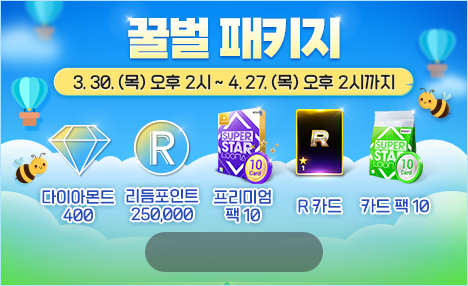 꿀벌 패키지
3. 30. (목) 오후 2시 ~ 4. 27. (목) 오후 2시까지
R
SUPER
STAR
10
Card
R
1
SUPER
STAR
10
Card
다이아몬드
400
리듬포인트
250,000
프리미엄
팩 10
R 카드
카드 팩 10